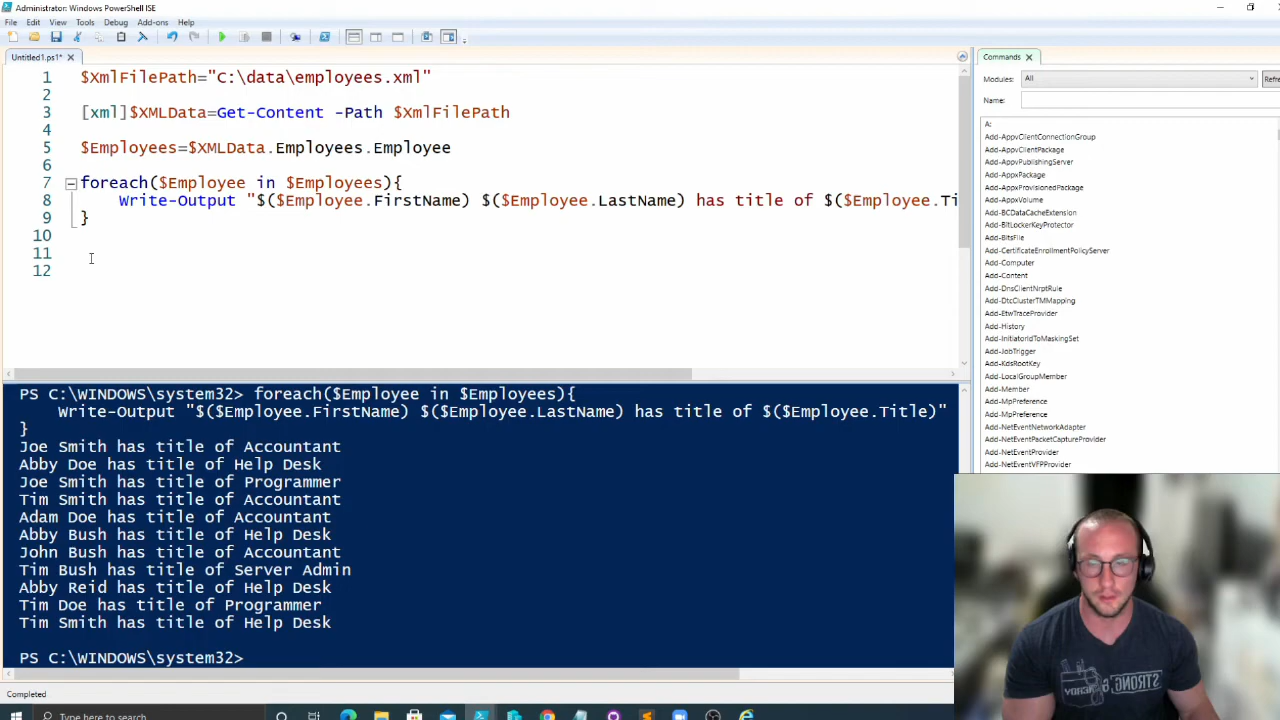 Administrator: Windows PowerShell ISE
File Edit View Tools Debug Add-ons Help
Untitled1.ps1* X
1 $XmlFilePath="C:\data\employees.xml"
2
3 [xml]$XMLData=Get-Content -Path $XmlFilePath
4
5 $Employees=$XMLData.Employees.Employee
6
7 foreach($Employee in $Employees){
8 Write-Output "$($Employee.FirstName) $($Employee.LastName) has title of $($Employee.Ti
9 }
10
11
12
PS C:\WINDOWS\system32> foreach($Employee in $Employees){
Write-Output "$($Employee.FirstName) $($Employee.LastName) has title of $($Employee.Title)"
}
Joe Smith has title of Accountant
Abby Doe has title of Help Desk
Joe Smith has title of Programmer
Tim Smith has title of Accountant
Adam Doe has title of Accountant
Abby Bush has title of Help Desk
John Bush has title of Accountant
Tim Bush has title of Server Admin
Abby Reid has title of Help Desk
Tim Doe has title of Programmer
Tim Smith has title of Help Desk
PS C:\WINDOWS\system32>
Completed
Type here to search
Commands X
Modules: All Refre
Name:
A:
Add-AppvClientConnectionGroup
Add-AppvClientPackage
Add-AppvPublishingServer
Add-AppxPackage
Add-AppxProvisionedPackage
Add-AppxVolume
Add-BCDataCacheExtension
Add-BitLockerKeyProtector
Add-BitsFile
Add-CertificateEnrollmentPolicyServer
Add-Computer
Add-Content
Add-DnsClientNrptRule
Add-DtcClusterTMMapping
Add-EtwTraceProvider
Add-History
Add-InitiatorIdToMaskingSet
Add-JobTrigger
Add-KdsRootKey
Add-LocalGroupMember
Add-Member
Add-MpPreference
Add-MpPreference
Add-NetEventNetworkAdapter
Add-NetEventPacketCaptureProvider
Add-NetEventProvider
Add-NetEventVFPProvider
STRONG